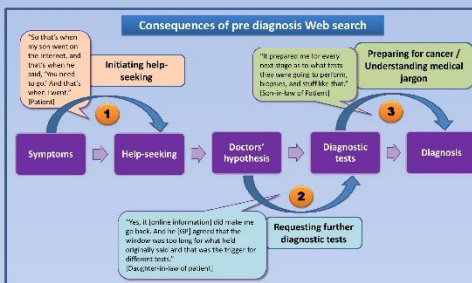 Consequences of pre diagnosis Web search
"So that's when
my son went on
the internet, and
that's when he
said, 'You need
to go.' And that's
when I went."
[Patient]
Initiating help-
seeking
1
"It prepared me for every
next stage as to what tests
they were going to perform,
biopsies, and stuff like that."
[Son-in-law of Patient]
Preparing for cancer /
Understanding medical
jargon
3
Symptoms
Help-seeking
Doctors'
hypothesis
Diagnostic
tests
Diagnosis
2
"Yes, it [online information] did make me
go back. And he [GP] agreed that the
window was too long for what he'd
originally said and that was the trigger for
different tests."
[Daughter-in-law of patient]
Requesting further
diagnostic tests